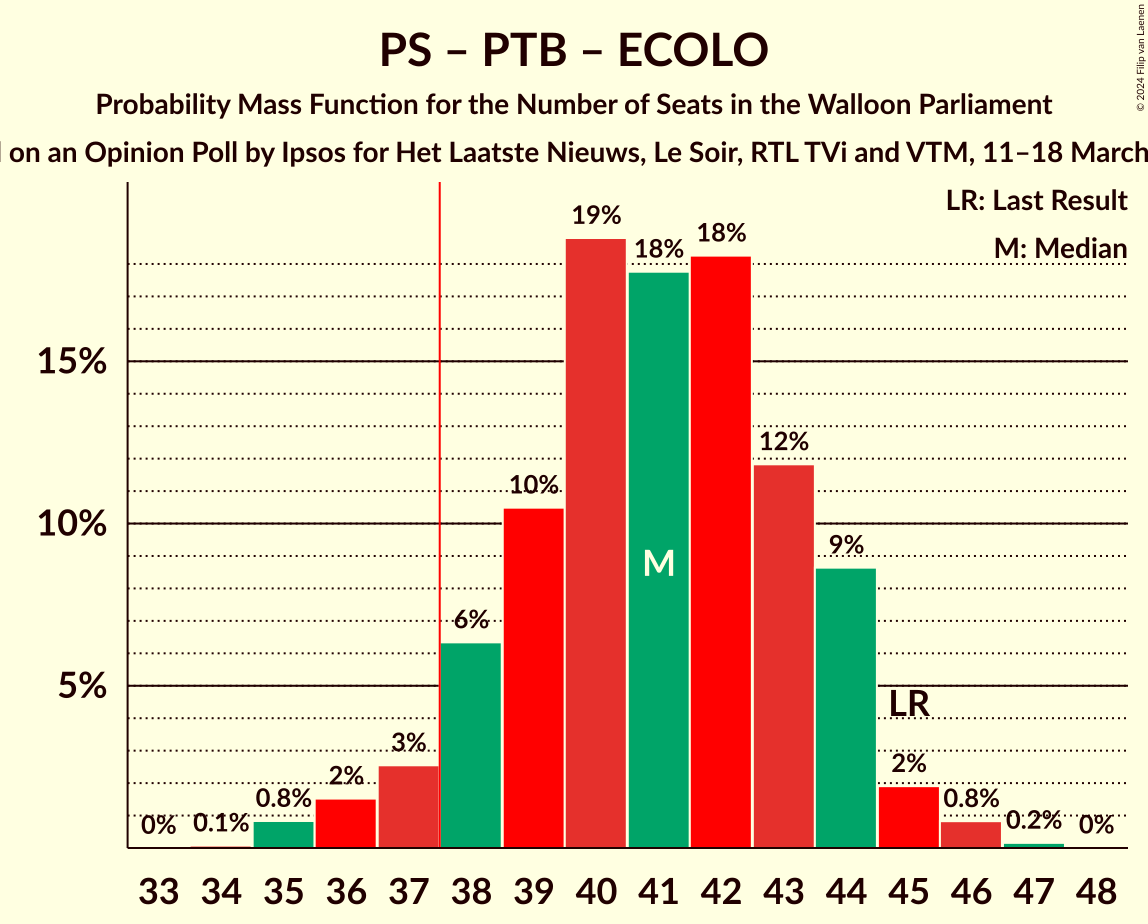 PS – PTB – ECOLO
Probability Mass Function for the Number of Seats in the Walloon Parliament
on an Opinion Poll by Ipsos for Het Laatste Nieuws, Le Soir, RTL TVi and VTM, 11–18 March
© 2024 Filip van Laenen
LR: Last Result
M: Median
15%
10%
5%
0%
0.1%
0.8%
2%
3%
6%
10%
19%
18%
18%
12%
9%
2%
0.8%
0.2%
0%
M
LR
33 34 35 36 37 38 39 40 41 42 43 44 45 46 47 48